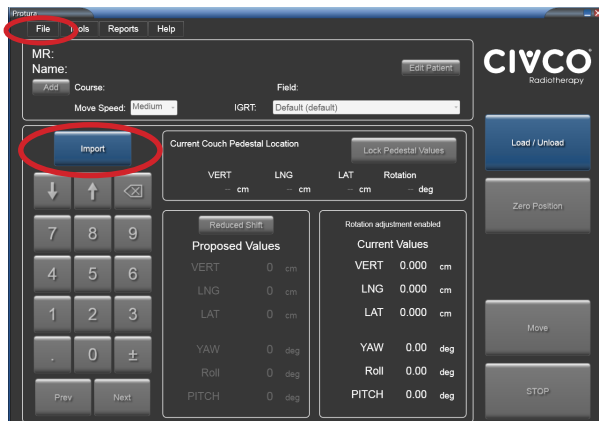 Protura
File Tools Reports Help
MR:
Name:
Edit Patient
Add Course: Field:
Move Speed: Medium IGRT: Default (default)
CIVCO
Radiotherapy
Import
Current Couch Pedestal Location
Lock Pedestal Values
VERT LNG LAT Rotation
-- cm -- cm -- cm -- deg
Load / Unload
Zero Position
Move
STOP
7 8 9
4 5 6
1 2 3
. 0 ±
Prev Next
Reduced Shift
Proposed Values
VERT 0 cm
LNG 0 cm
LAT 0 cm
YAW 0 deg
Roll 0 deg
PITCH 0 deg
Rotation adjustment enabled
Current Values
VERT 0.000 cm
LNG 0.000 cm
LAT 0.000 cm
YAW 0.00 deg
Roll 0.00 deg
PITCH 0.00 deg